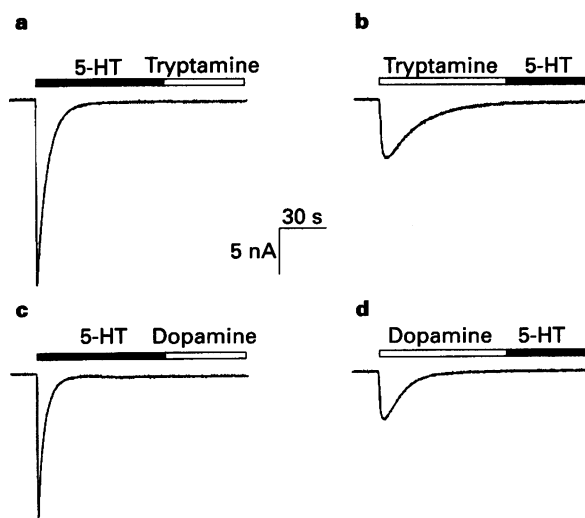 a
5-HT Tryptamine
b
Tryptamine 5-HT
30 s
5 nA
c
5-HT Dopamine
d
Dopamine 5-HT